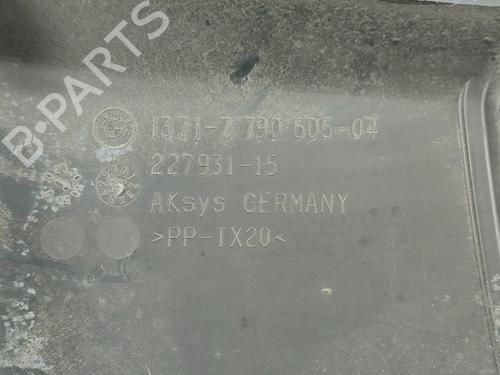 B-PARTS
1371-7 790 605-04
227931-15
AKsys GERMANY
>PP-TX20<